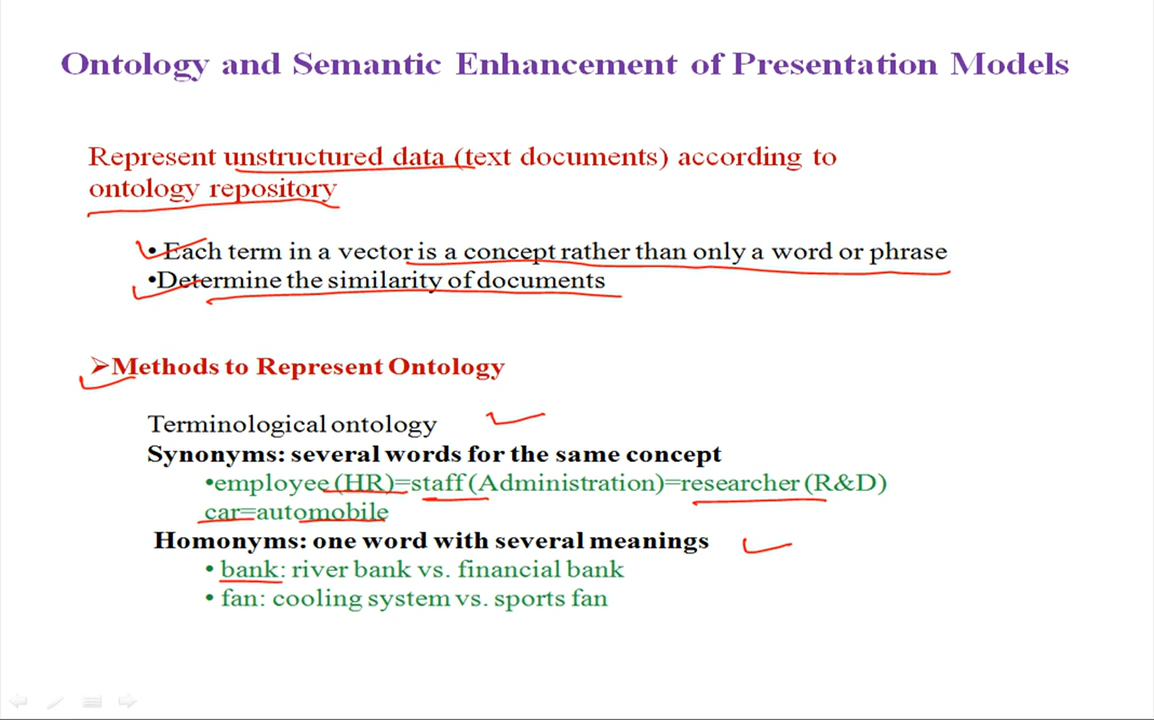 Ontology and Semantic Enhancement of Presentation Models
Represent unstructured data (text documents) according to
ontology repository
• Each term in a vector is a concept rather than only a word or phrase
•Determine the similarity of documents
➢Methods to Represent Ontology
Terminological ontology
Synonyms: several words for the same concept
•employee (HR)=staff (Administration)=researcher (R&D)
car=automobile
Homonyms: one word with several meanings
• bank: river bank vs. financial bank
• fan: cooling system vs. sports fan